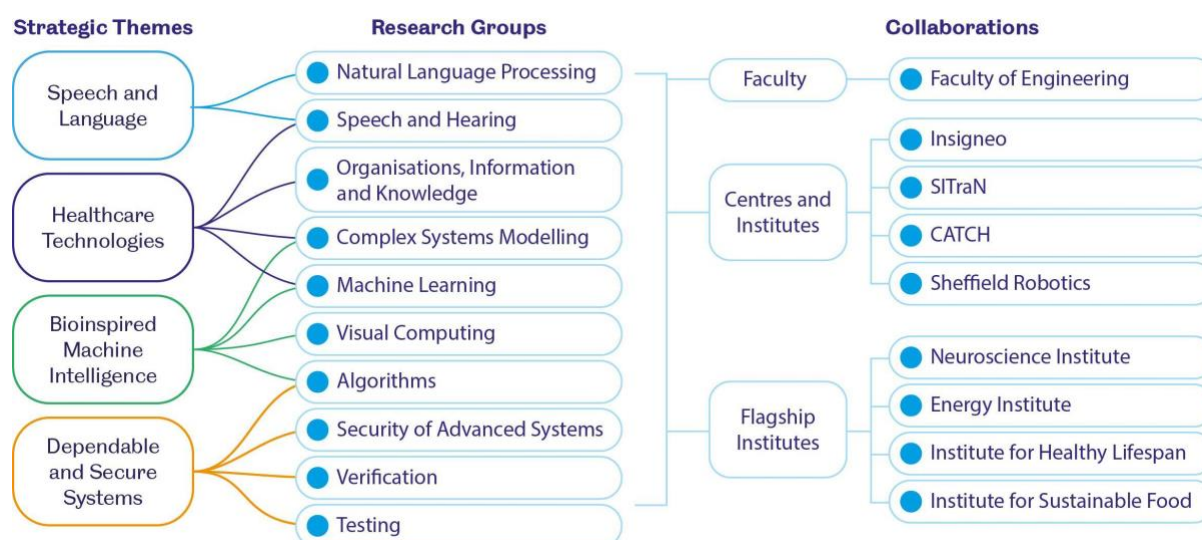 Strategic Themes
Speech and
Language
Healthcare
Technologies
Bioinspired
Machine
Intelligence
Dependable
and Secure
Systems
Research Groups
Natural Language Processing
Speech and Hearing
Organisations, Information
and Knowledge
Complex Systems Modelling
Machine Learning
Visual Computing
Algorithms
Security of Advanced Systems
Verification
Testing
Collaborations
Faculty
Faculty of Engineering
Centres and
Institutes
Insigneo
SITraN
CATCH
Sheffield Robotics
Flagship
Institutes
Neuroscience Institute
Energy Institute
Institute for Healthy Lifespan
Institute for Sustainable Food